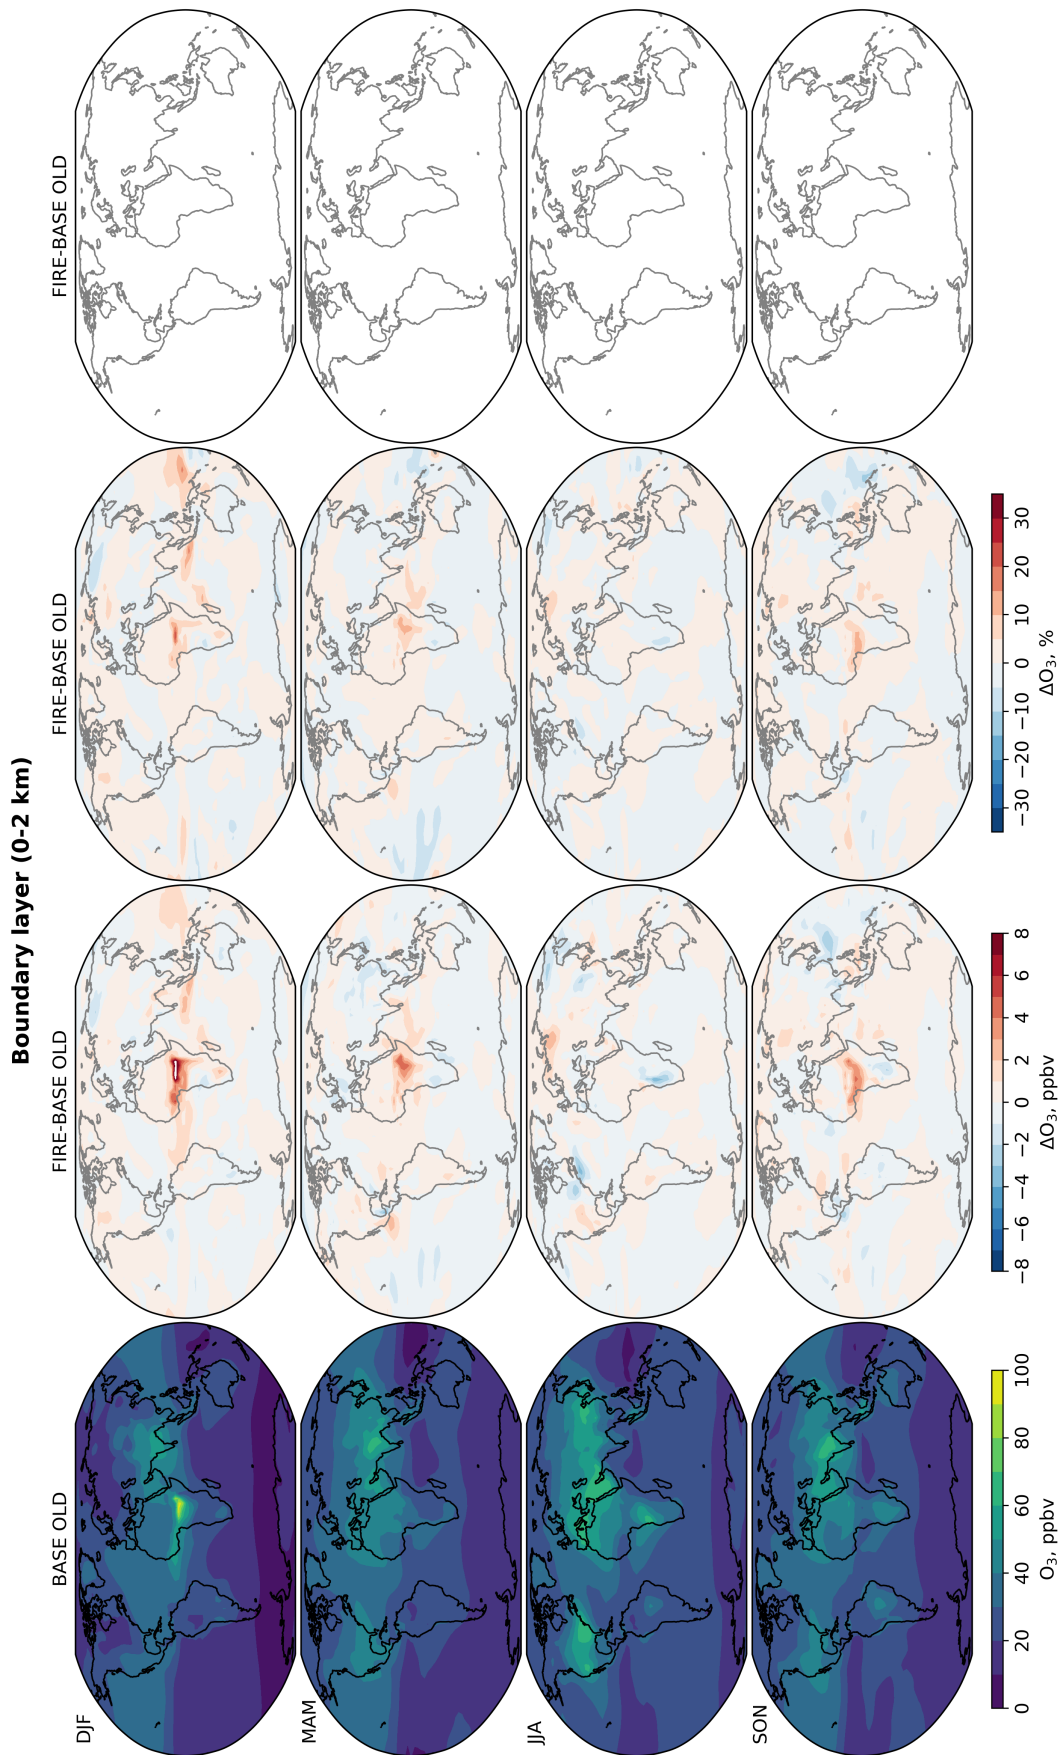 Boundary layer (0-2 km)
BASE OLD
FIRE-BASE OLD
FIRE-BASE OLD
FIRE-BASE OLD
DJF
MAM
JJA
SON
0 20 40 60 80 100
O₃, ppbv
−8 −6 −4 −2 0 2 4 6 8
ΔO₃, ppbv
−30 −20 −10 0 10 20 30
ΔO₃, %